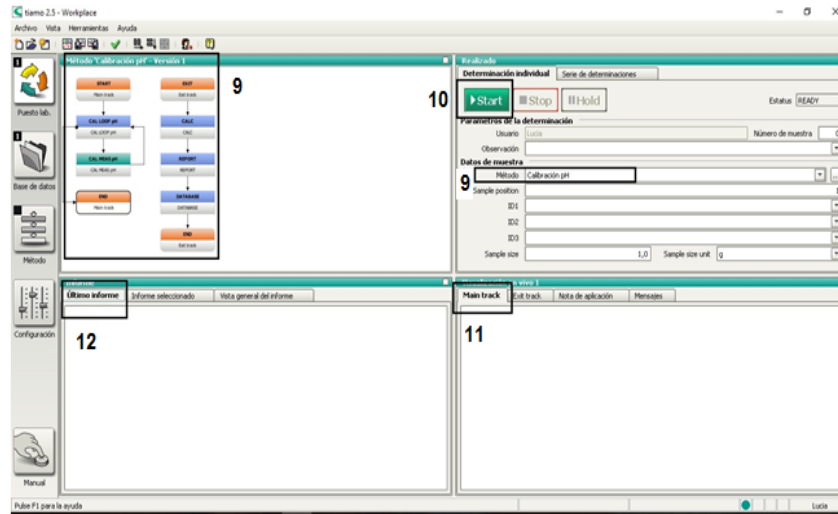 tiamo 2.5 - Workplace
Archivo Vista Herramientas Ayuda
Puesto lab.
Base de datos
Método
Configuración
Manual
Método 'Calibración pH' - Versión 1
START
Main track
CAL LOOP pH
CAL LOOP pH
CAL MEAS pH
CAL MEAS pH
END
Main track
EXIT
Exit track
CALC
CALC
REPORT
REPORT
DATABASE
DATABASE
END
Exit track
9
Realizado
Determinación individual Serie de determinaciones
10
Start Stop Hold Estatus READY
Parámetros de la determinación
Usuario Lucia Número de muestra
Observación
Datos de muestra
9
Método Calibración pH
Sample position
ID1
ID2
ID3
Sample size 1,0 Sample size unit g
Informe
Último informe Informe seleccionado Vista general del informe
12
vivo 1
Main track Exit track Nota de aplicación Mensajes
11
Pulse F1 para la ayuda
Lucia